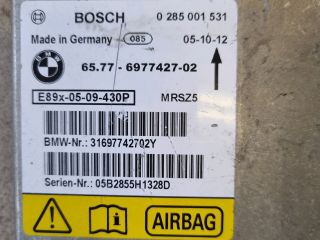 BOSCH 0 285 001 531
Made in Germany 085 05-10-12
65.77 - 6977427-02
E89x-05-09-430P MRSZ5
BMW-Nr.: 31697742702Y
Serien-Nr.: 05B2855H1328D
AIRBAG